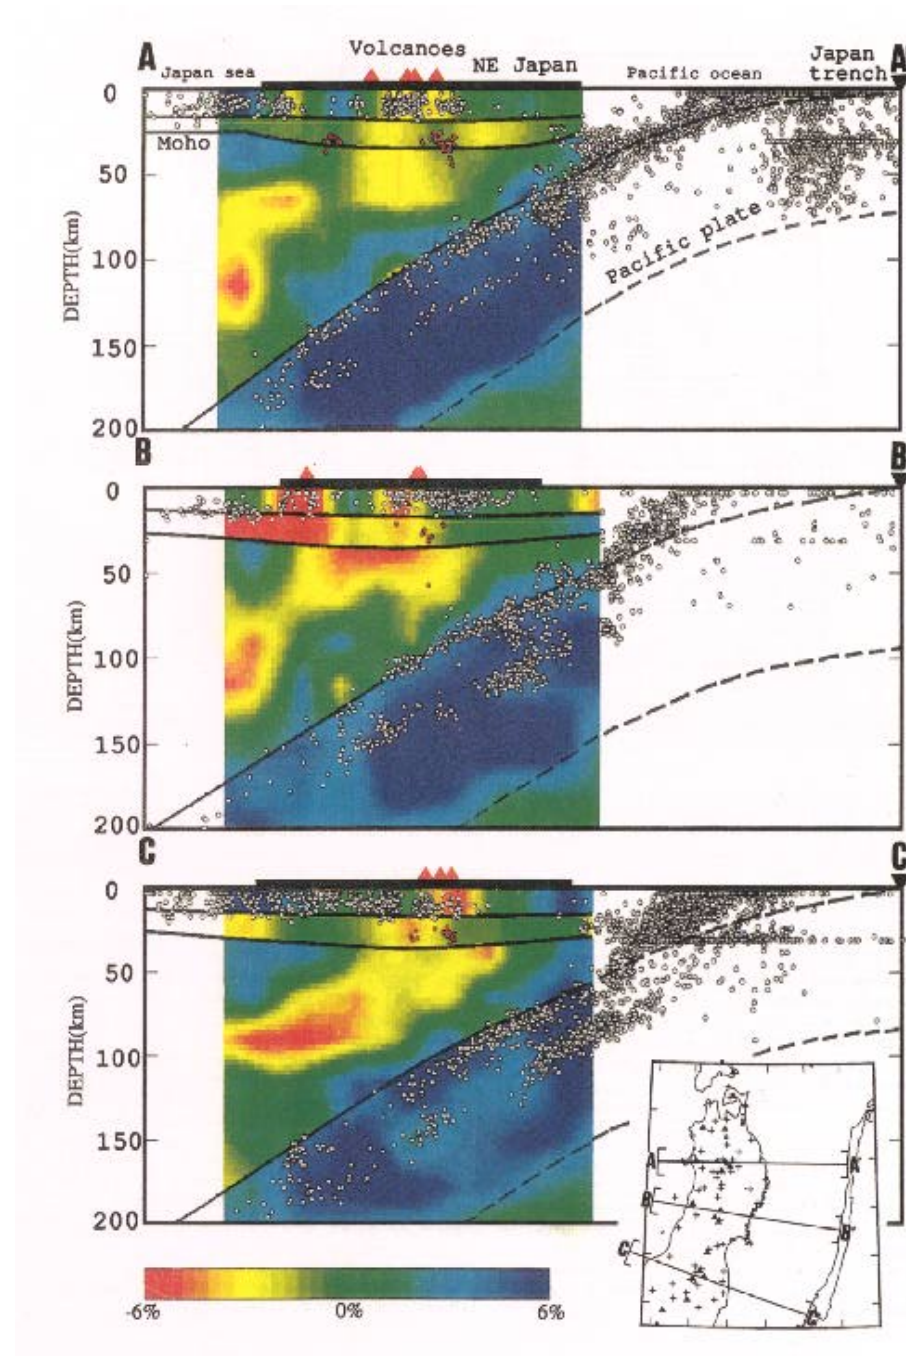 Volcanoes
A
Japan sea
NE Japan
Pacific ocean
Japan
trench
A
0
Moho
50
100
150
200
DEPTH(km)
Pacific plate
B
B
0
50
100
150
200
DEPTH(km)
C
C
0
50
100
150
200
DEPTH(km)
A
A
B
B
C
C
-6%
0%
6%